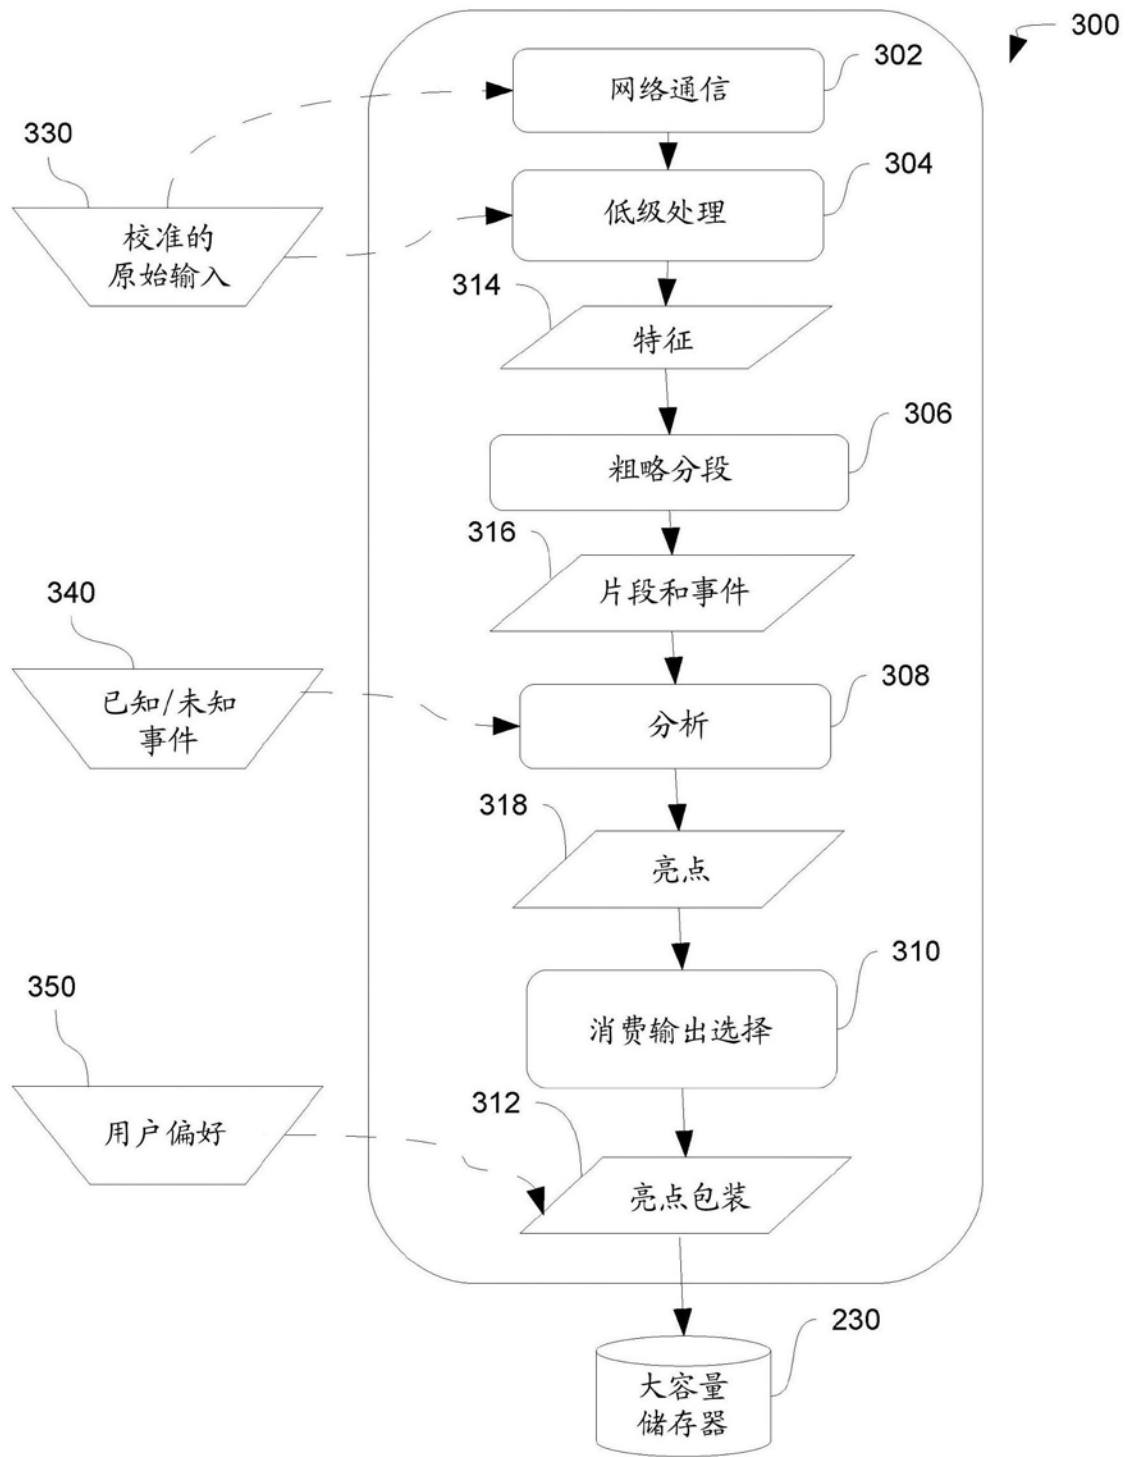 300
302
网络通信
330
304
校准的
原始输入
低级处理
314
特征
306
粗略分段
316
片段和事件
340
308
已知/未知
事件
分析
318
亮点
310
350
消费输出选择
312
用户偏好
亮点包装
230
大容量
储存器